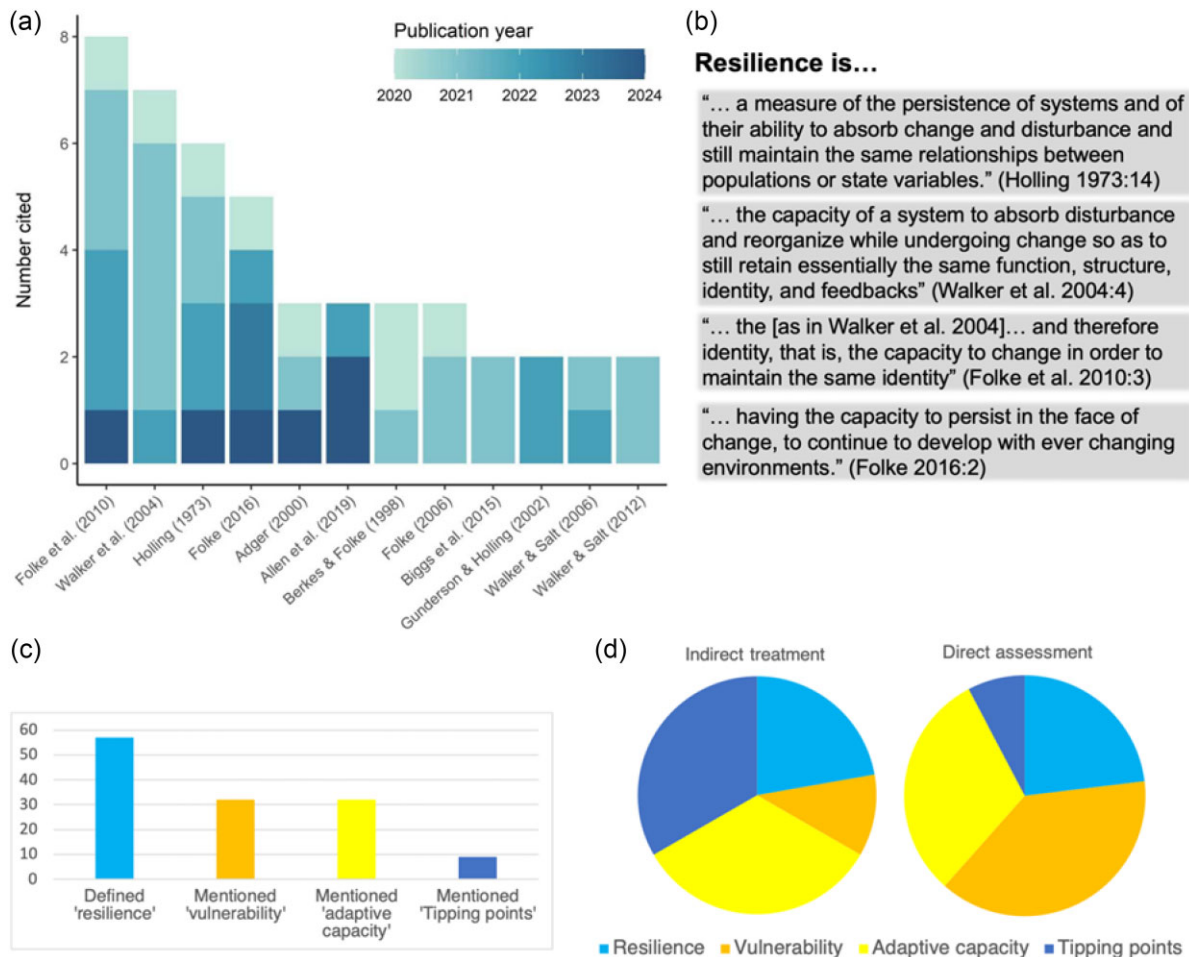 (a)
Publication year
2020 2021 2022 2023 2024
Number cited
8
6
4
2
0
Folke et al. (2010)
Walker et al. (2004)
Holling (1973)
Folke (2016)
Adger (2000)
Allen et al. (2019)
Berkes & Folke (1998)
Folke (2006)
Biggs et al. (2015)
Gunderson & Holling (2002)
Walker & Salt (2006)
Walker & Salt (2012)
(b)
Resilience is…
“… a measure of the persistence of systems and of
their ability to absorb change and disturbance and
still maintain the same relationships between
populations or state variables.” (Holling 1973:14)
“… the capacity of a system to absorb disturbance
and reorganize while undergoing change so as to
still retain essentially the same function, structure,
identity, and feedbacks” (Walker et al. 2004:4)
“… the [as in Walker et al. 2004]… and therefore
identity, that is, the capacity to change in order to
maintain the same identity” (Folke et al. 2010:3)
“… having the capacity to persist in the face of
change, to continue to develop with ever changing
environments.” (Folke 2016:2)
(c)
60
50
40
30
20
10
0
Defined
'resilience'
Mentioned
'vulnerability'
Mentioned
'adaptive
capacity'
Mentioned
'Tipping points'
(d)
Indirect treatment
Direct assessment
Resilience Vulnerability Adaptive capacity Tipping points